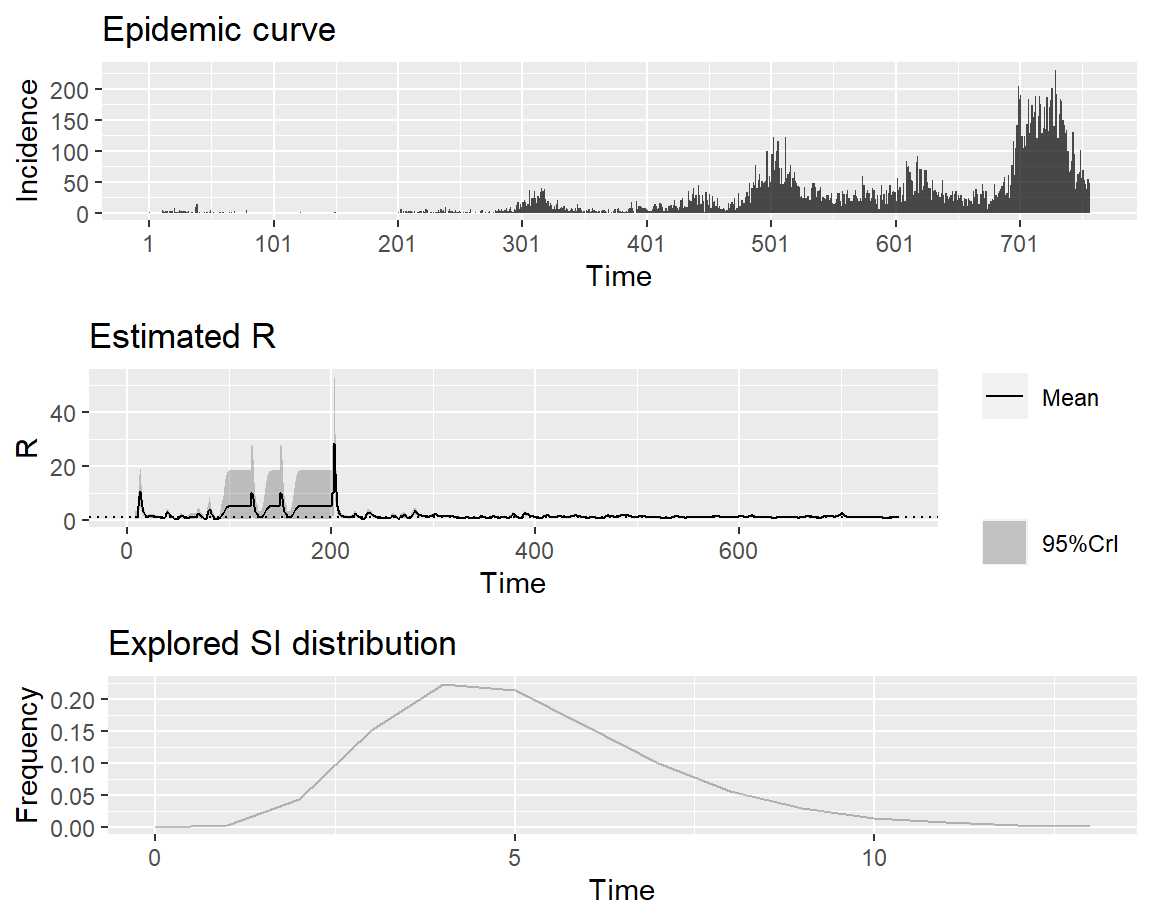 Epidemic curve
Incidence
200
150
100
50
0
1 101 201 301 401 501 601 701
Time
Estimated R
R
40
20
0
0 200 400 600
Time
Mean
95%CrI
Explored SI distribution
Frequency
0.20
0.15
0.10
0.05
0.00
0 5 10
Time